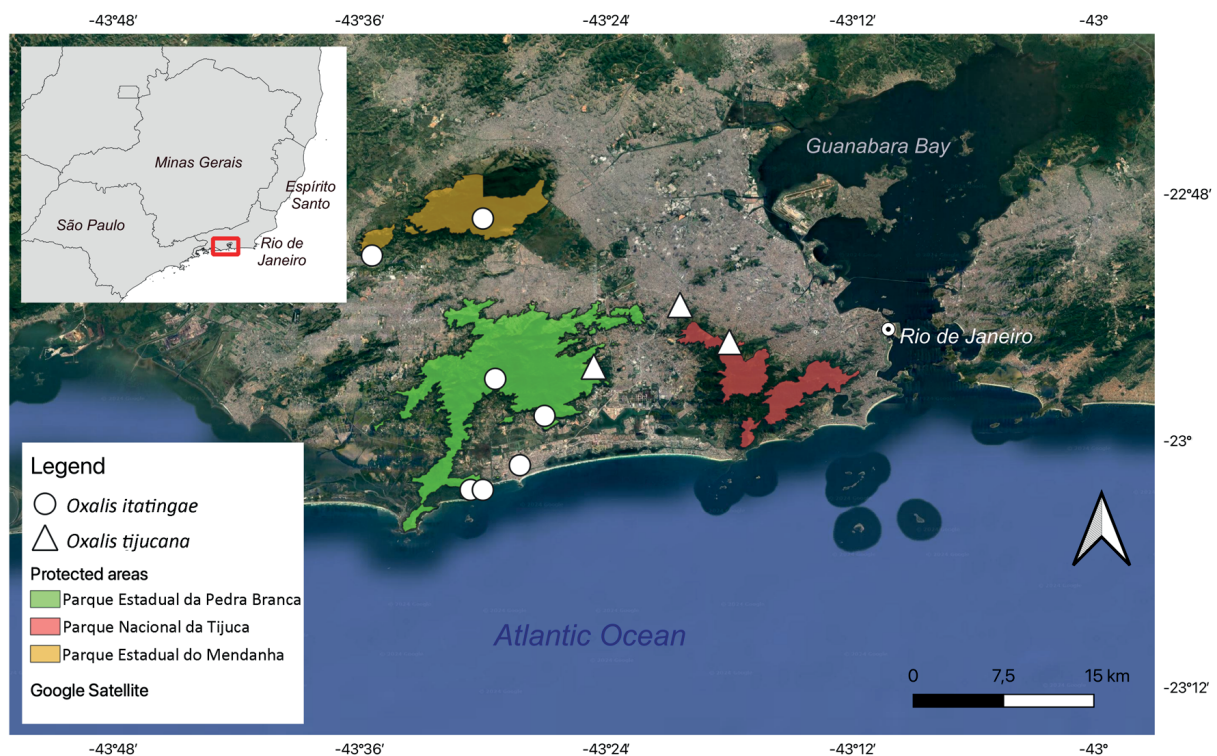 -43°48'
-43°36'
-43°24'
-43°12'
-43°
Minas Gerais
Espírito
Santo
São Paulo
Rio de
Janeiro
Guanabara Bay
-22°48'
Rio de Janeiro
-23°
Legend
Oxalis itatingae
Oxalis tijucana
Protected areas
Parque Estadual da Pedra Branca
Parque Nacional da Tijuca
Parque Estadual do Mendanha
Google Satellite
Atlantic Ocean
0 7,5 15 km
-23°12'
-43°48'
-43°36'
-43°24'
-43°12'
-43°